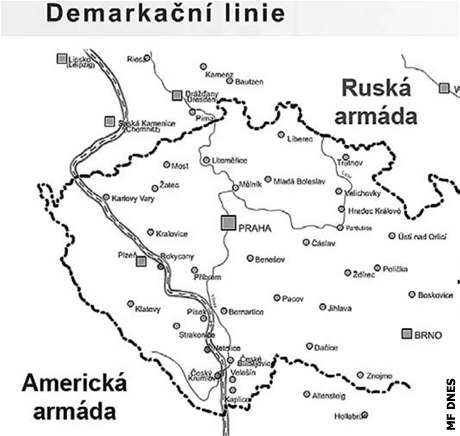 Demarkační linie
Lipsko
(Leipzig)
Riesa
Kamenz
Bautzen
Drážďany
(Dresden)
Pirna
Ruská
armáda
W
Saská Kamenice
(Chemnitz)
Liberec
Trutnov
Most
Litoměřice
Žatec
Mělník
Mladá Boleslav
Velichovky
Karlovy Vary
Hradec Králové
Kralovice
PRAHA
Pardubice
Čáslav
Ústí nad Orlicí
Plzeň
Rokycany
Benešov
Příbram
Žďírec
Polička
Boskovice
Klatovy
Písek
Bernartice
Pacov
Jihlava
Strakonice
BRNO
Netolice
České
Budějovice
Dačice
Český
Krumlov
Velešín
Znojmo
Kaplice
Allensteig
Hollabrun
Americká
armáda
MF DNES